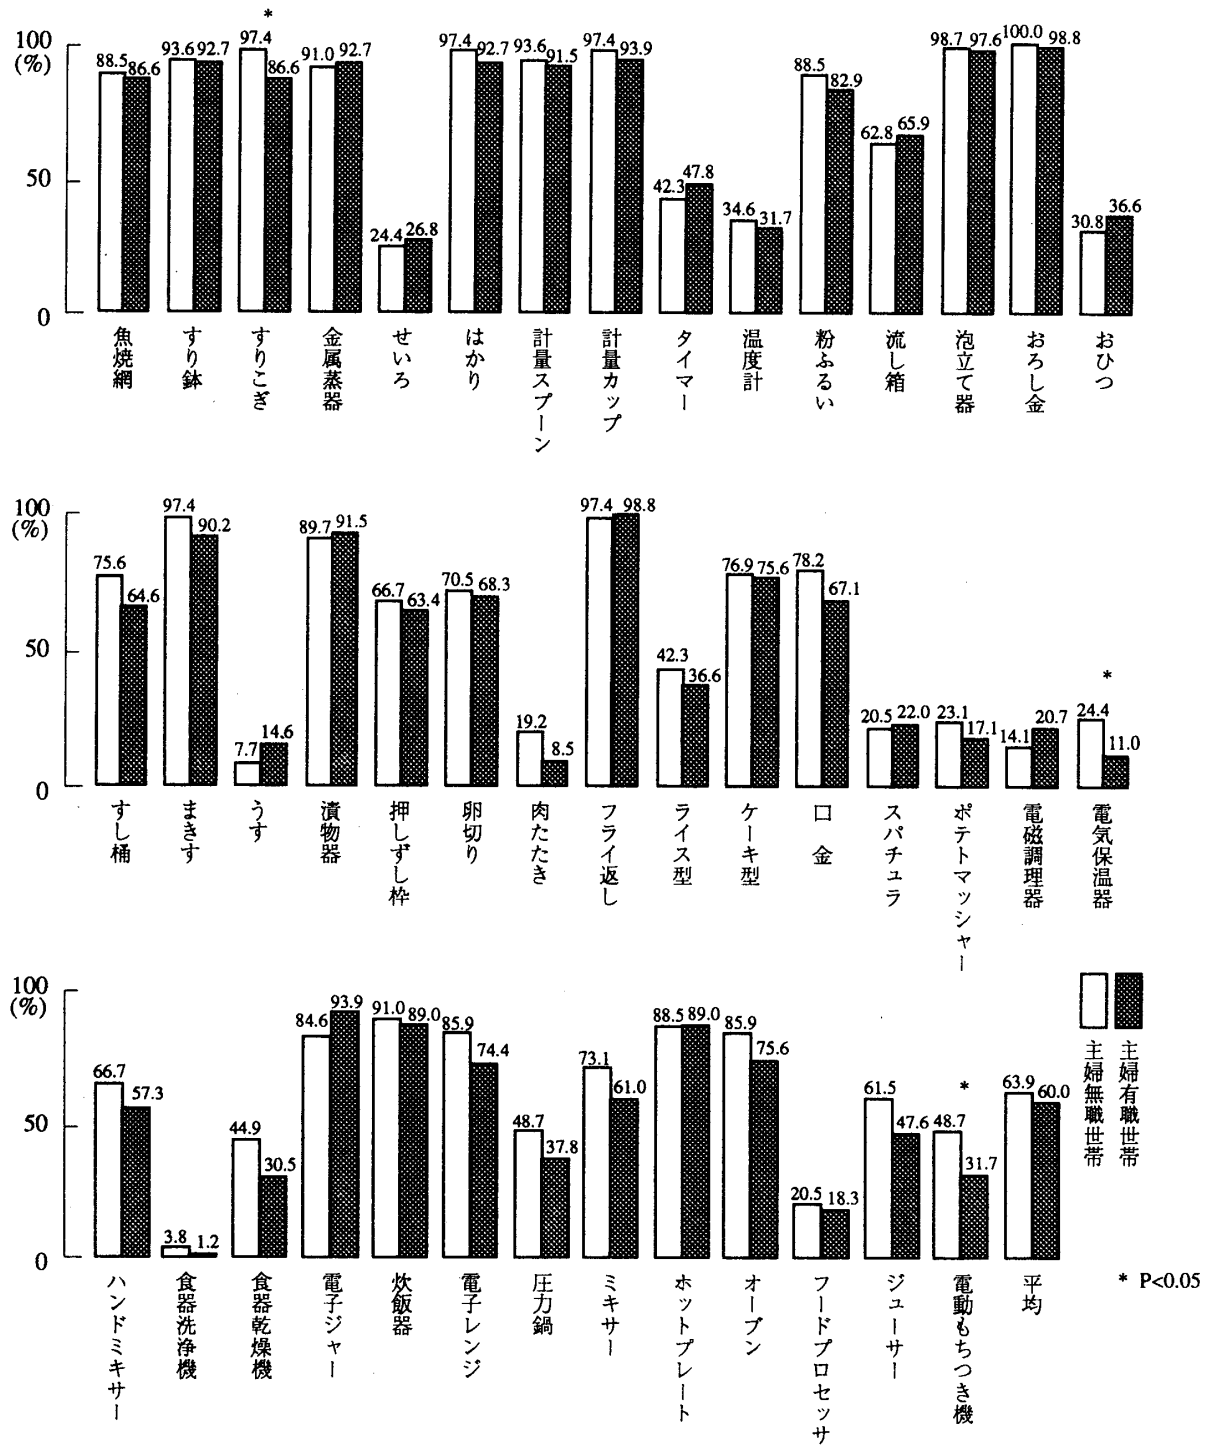 *
100
(%)
50
0
88.5 86.6
93.6 92.7
97.4 86.6
91.0 92.7
24.4 26.8
97.4 92.7
93.6 91.5
97.4 93.9
42.3 47.8
34.6 31.7
88.5 82.9
62.8 65.9
98.7 97.6
100.0 98.8
30.8 36.6
魚焼網
すり鉢
すりこぎ
金属蒸器
せいろ
はかり
計量スプーン
計量カップ
タイマー
温度計
粉ふるい
流し箱
泡立て器
おろし金
おひつ
100
(%)
50
0
75.6 64.6
97.4 90.2
7.7 14.6
89.7 91.5
66.7 63.4
70.5 68.3
19.2 8.5
97.4 98.8
42.3 36.6
76.9 75.6
78.2 67.1
20.5 22.0
23.1 17.1
14.1 20.7
*
24.4 11.0
すし桶
まきす
うす
漬物器
押しずし枠
卵切り
肉たたき
フライ返し
ライス型
ケーキ型
口金
スパチュラ
ポテトマッシャー
電磁調理器
電気保温器
100
(%)
50
0
66.7 57.3
3.8 1.2
44.9 30.5
84.6 93.9
91.0 89.0
85.9 74.4
48.7 37.8
73.1 61.0
88.5 89.0
85.9 75.6
20.5 18.3
61.5 47.6
*
48.7 31.7
63.9 60.0
ハンドミキサー
食器洗浄機
食器乾燥機
電子ジャー
炊飯器
電子レンジ
圧力鍋
ミキサー
ホットプレート
オーブン
フードプロセッサ
ジューサー
電動もちつき機
平均
主婦無職世帯
主婦有職世帯
* P<0.05